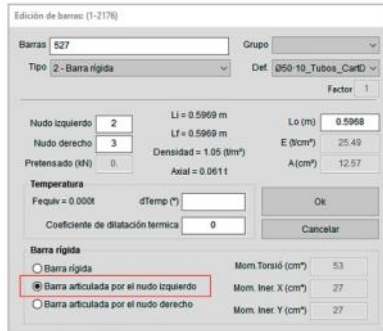 Edición de barras: (1-2176)
Barras 527 Grupo
Tipo 2 - Barra rígida Def. Ø50·10_Tubos_CartD
Factor 1
Nudo izquierdo 2 Li = 0.5969 m Lo (m) 0.5968
Nudo derecho 3 Lf = 0.5969 m E (t/cm²) 25.49
Pretensado (kN) 0. Densidad = 1.05 (t/m³) A(cm²) 12.57
Axial = 0.061 t
Temperatura
Fequiv = 0.000t dTemp (°) Ok
Coeficiente de dilatación termica 0 Cancelar
Barra rígida
Barra rígida Mom.Torsió (cm⁴) 53
Barra articulada por el nudo izquierdo Mom. Iner. X (cm⁴) 27
Barra articulada por el nudo derecho Mom. Iner. Y (cm⁴) 27